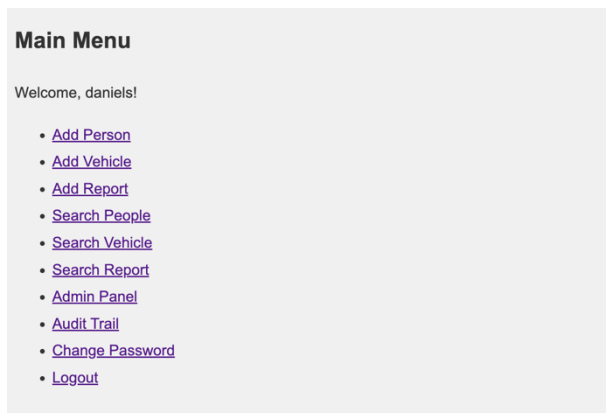 Main Menu
Welcome, daniels!
Add Person
Add Vehicle
Add Report
Search People
Search Vehicle
Search Report
Admin Panel
Audit Trail
Change Password
Logout